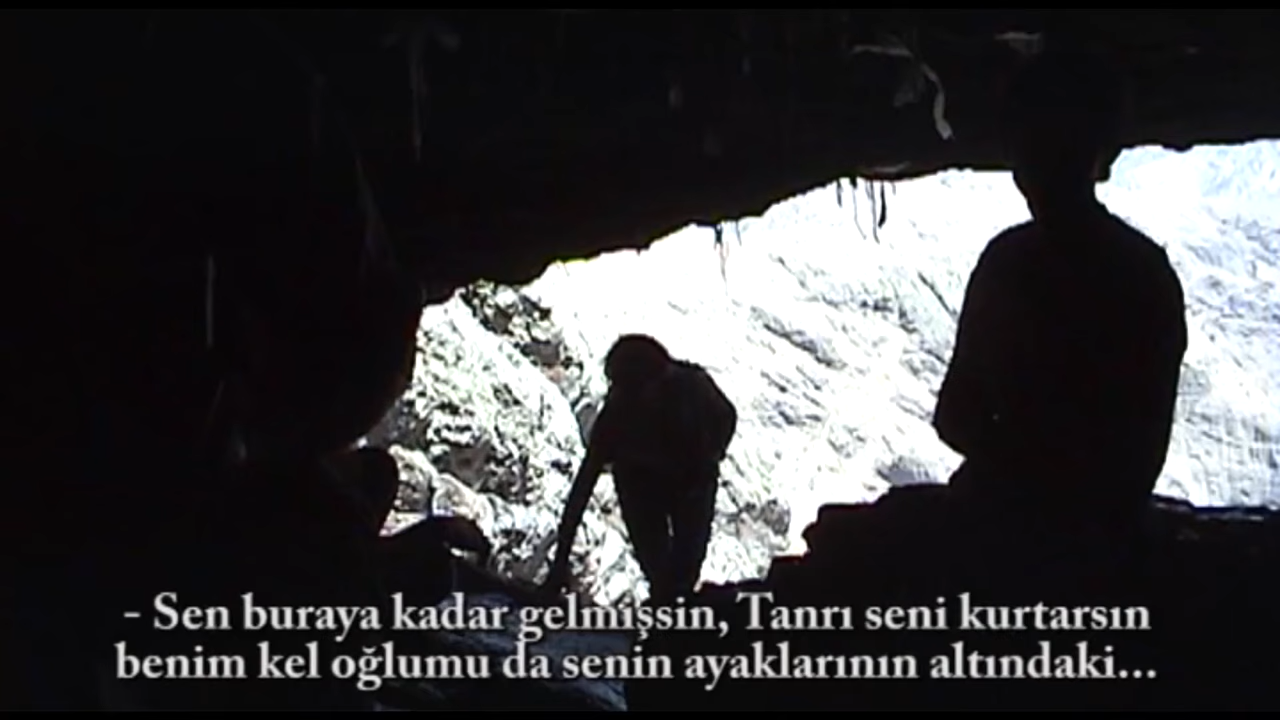 - Sen buraya kadar gelmişsin, Tanrı seni kurtarsın
benim kel oğlumu da senin ayaklarının altındaki...